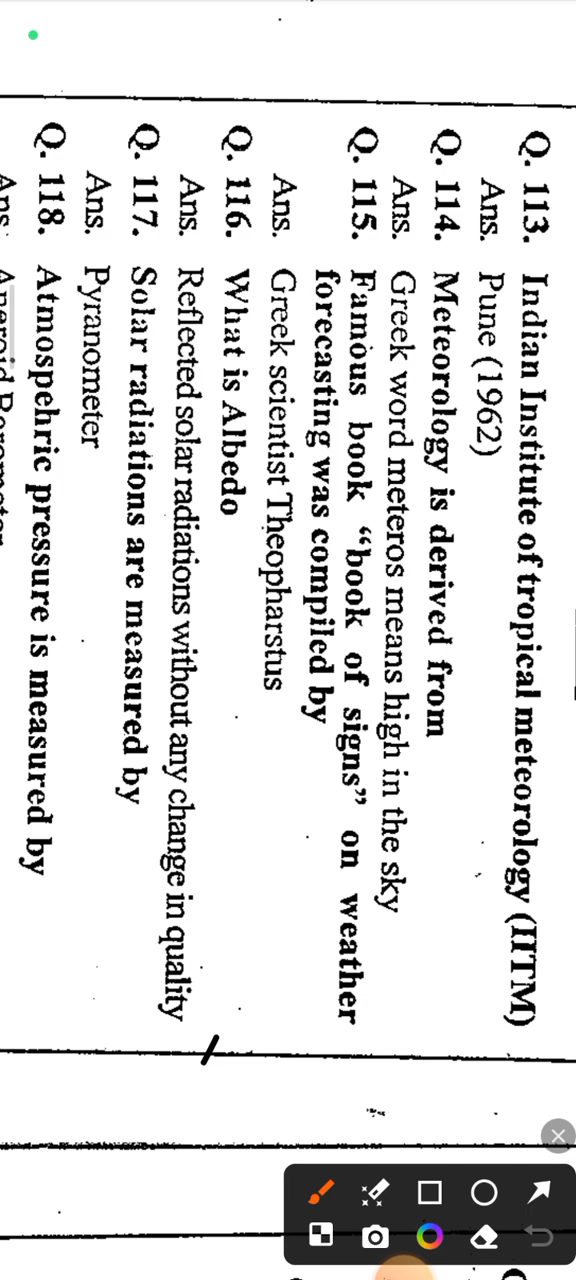 Q. 113. Indian Institute of tropical meteorology (IITM)
Ans. Pune (1962)
Q. 114. Meteorology is derived from
Ans. Greek word meteros means high in the sky
Q. 115. Famous book “book of signs” on weather
forecasting was compiled by
Ans. Greek scientist Theopharstus
Q. 116. What is Albedo
Ans. Reflected solar radiations without any change in quality
Q. 117. Solar radiations are measured by
Ans. Pyranometer
Q. 118. Atmospehric pressure is measured by
Ans. Aneroid Barometer